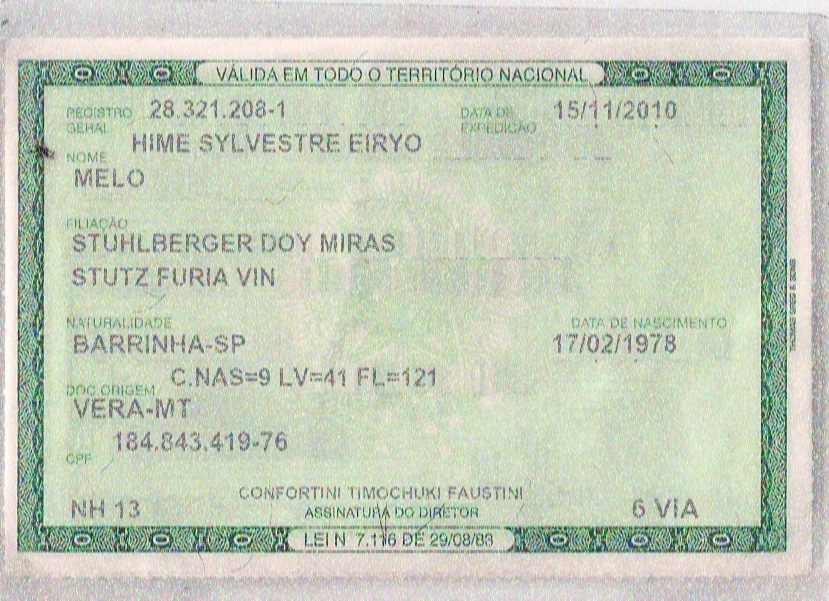 VÁLIDA EM TODO O TERRITÓRIO NACIONAL
REGISTRO GERAL 28.321.208-1 DATA DE EXPEDIÇÃO 15/11/2010
NOME HIME SYLVESTRE EIRYO
MELO
FILIAÇÃO
STUHLBERGER DOY MIRAS
STUTZ FURIA VIN
NATURALIDADE DATA DE NASCIMENTO
BARRINHA-SP 17/02/1978
DOC ORIGEM C.NAS=9 LV=41 FL=121
VERA-MT
CPF 184.843.419-76
CONFORTINI TIMOCHUKI FAUSTINI
NH 13 ASSINATURA DO DIRETOR 6 VIA
LEI N 7.116 DE 29/08/83